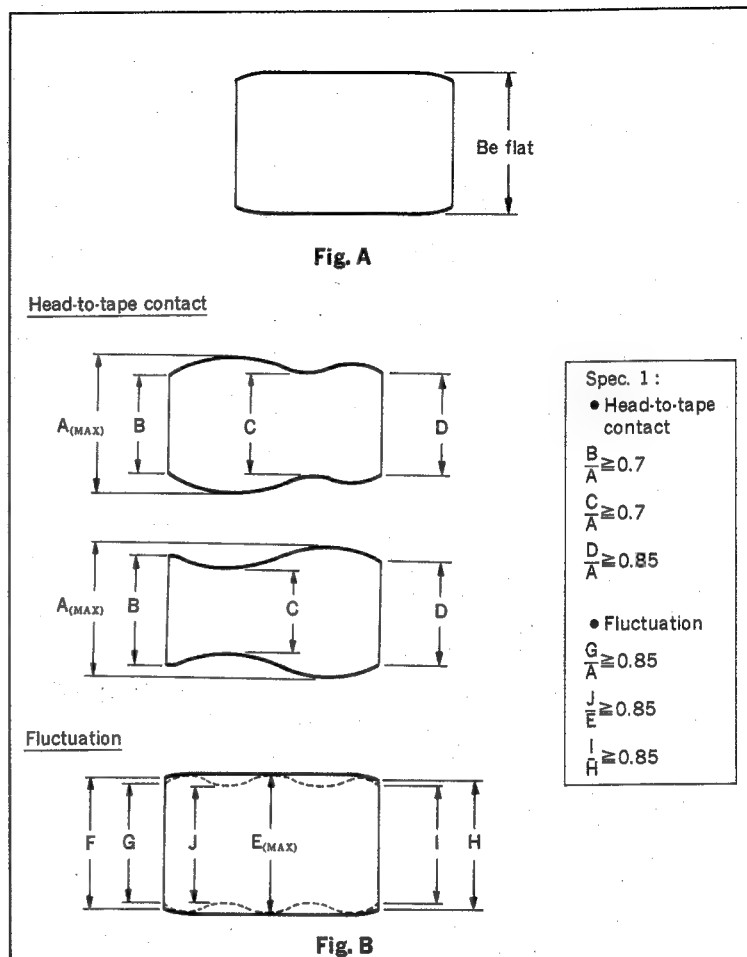 Be flat
Fig. A
Head-to-tape contact
A(MAX) B C D
A(MAX) B C D
Spec. 1 :
● Head-to-tape
contact
B/A ≧ 0.7
C/A ≧ 0.7
D/A ≧ 0.85
● Fluctuation
G/A ≧ 0.85
J/E ≧ 0.85
I/H ≧ 0.85
Fluctuation
F G J E(MAX) I H
Fig. B